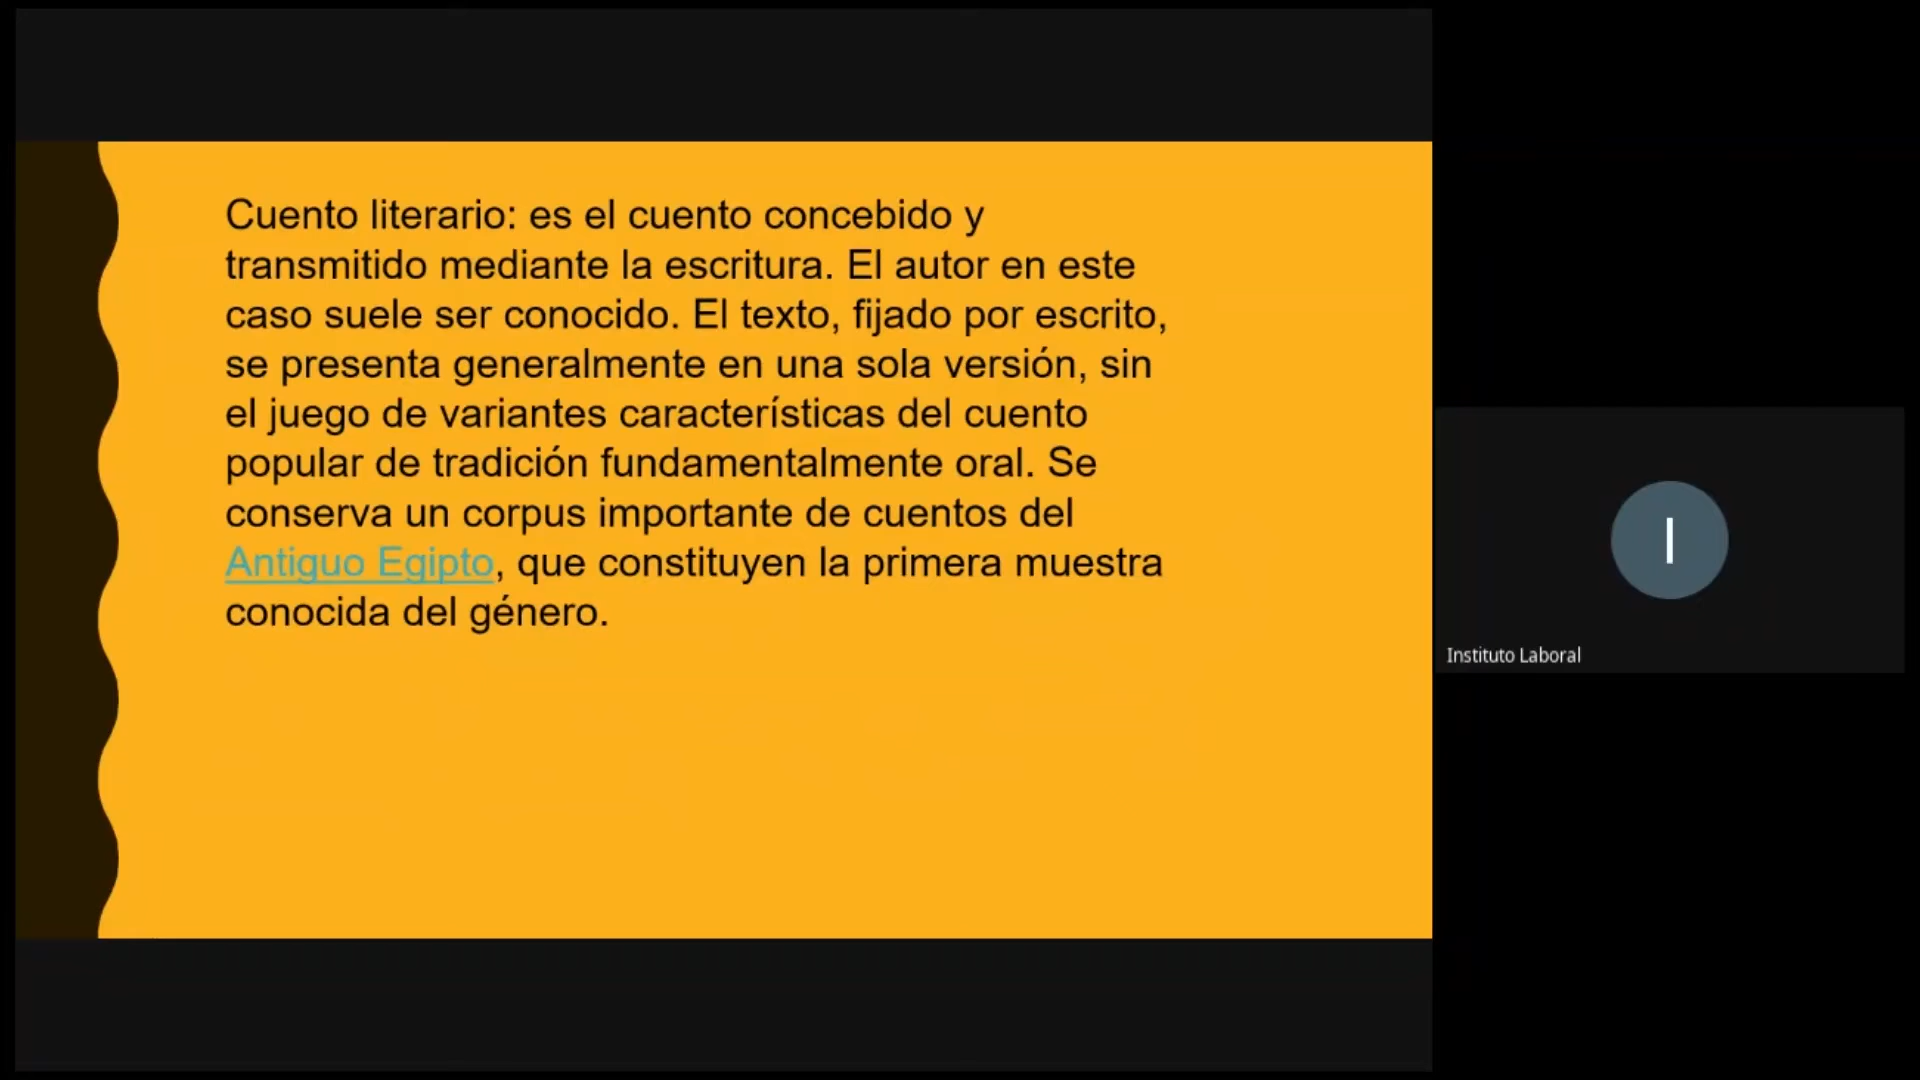 Cuento literario: es el cuento concebido y
transmitido mediante la escritura. El autor en este
caso suele ser conocido. El texto, fijado por escrito,
se presenta generalmente en una sola versión, sin
el juego de variantes características del cuento
popular de tradición fundamentalmente oral. Se
conserva un corpus importante de cuentos del
Antiguo Egipto, que constituyen la primera muestra
conocida del género.
I
Instituto Laboral